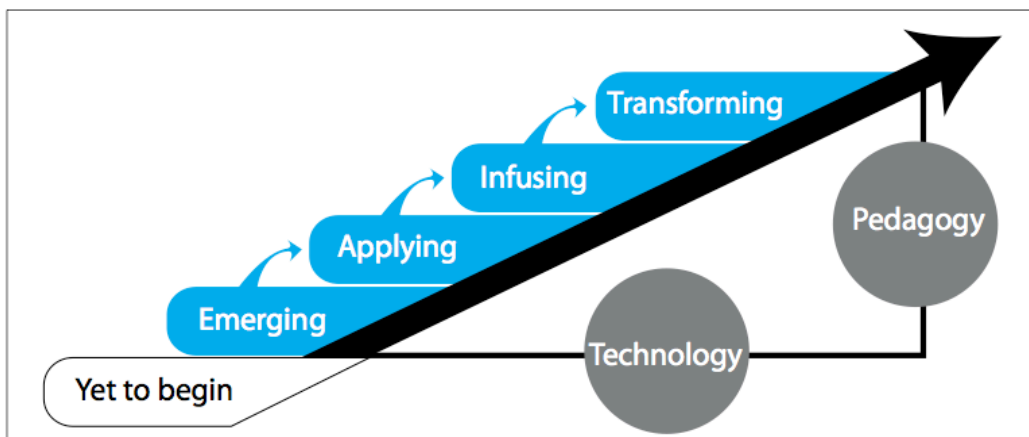 Transforming
Infusing
Applying
Emerging
Yet to begin
Pedagogy
Technology